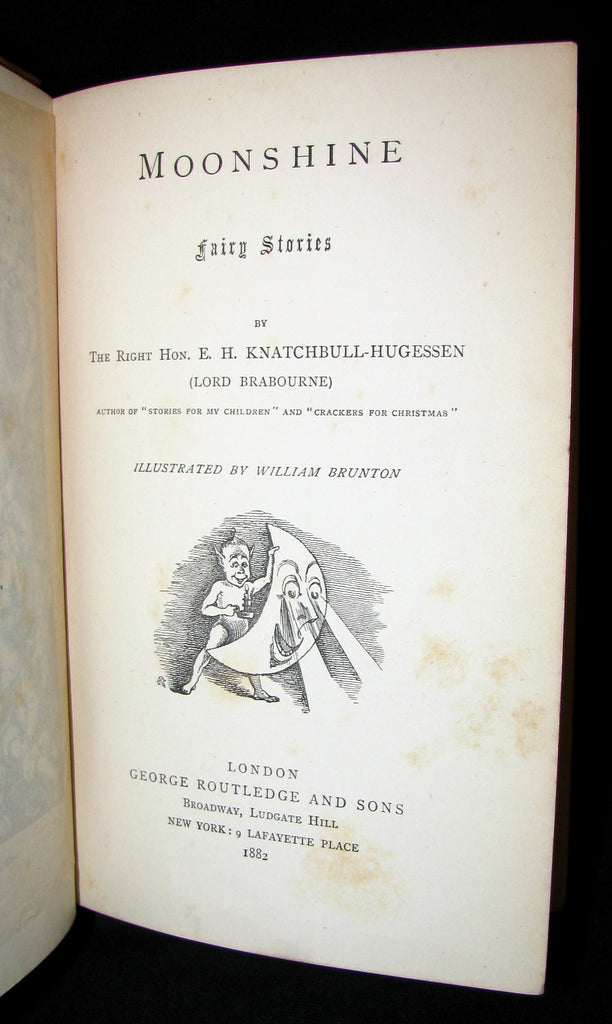 MOONSHINE
Fairy Stories
BY
THE RIGHT HON. E. H. KNATCHBULL-HUGESSEN
(LORD BRABOURNE)
AUTHOR OF "STORIES FOR MY CHILDREN" AND "CRACKERS FOR CHRISTMAS"
ILLUSTRATED BY WILLIAM BRUNTON
LONDON
GEORGE ROUTLEDGE AND SONS
BROADWAY, LUDGATE HILL
NEW YORK: 9 LAFAYETTE PLACE
1882